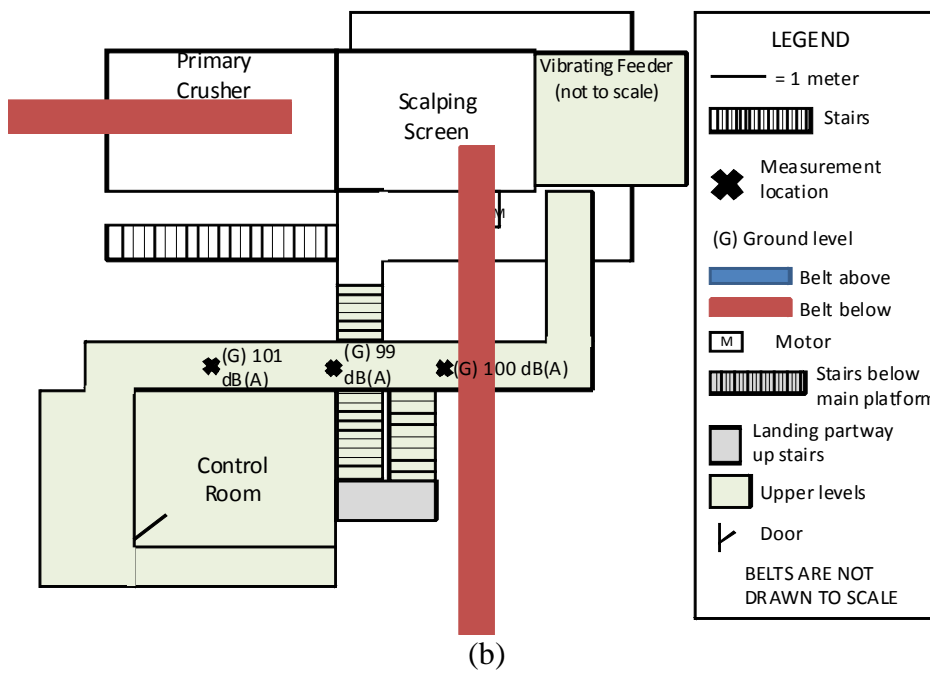 Primary
Crusher
Scalping
Screen
Vibrating Feeder
(not to scale)
M
(G) 101
dB(A)
(G) 99
dB(A)
(G) 100 dB(A)
Control
Room
LEGEND
= 1 meter
Stairs
Measurement
location
(G) Ground level
Belt above
Belt below
M
Motor
Stairs below
main platform
Landing partway
up stairs
Upper levels
Door
BELTS ARE NOT
DRAWN TO SCALE
(b)